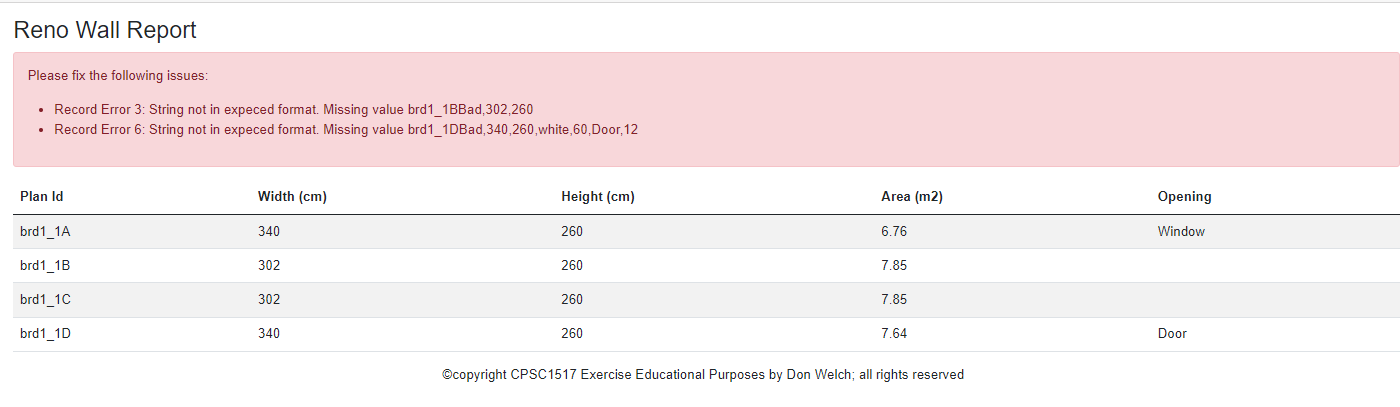 Reno Wall Report
Please fix the following issues:
Record Error 3: String not in expeced format. Missing value brd1_1BBad,302,260
Record Error 6: String not in expeced format. Missing value brd1_1DBad,340,260,white,60,Door,12
Plan Id Width (cm) Height (cm) Area (m2) Opening
brd1_1A 340 260 6.76 Window
brd1_1B 302 260 7.85
brd1_1C 302 260 7.85
brd1_1D 340 260 7.64 Door
©copyright CPSC1517 Exercise Educational Purposes by Don Welch; all rights reserved